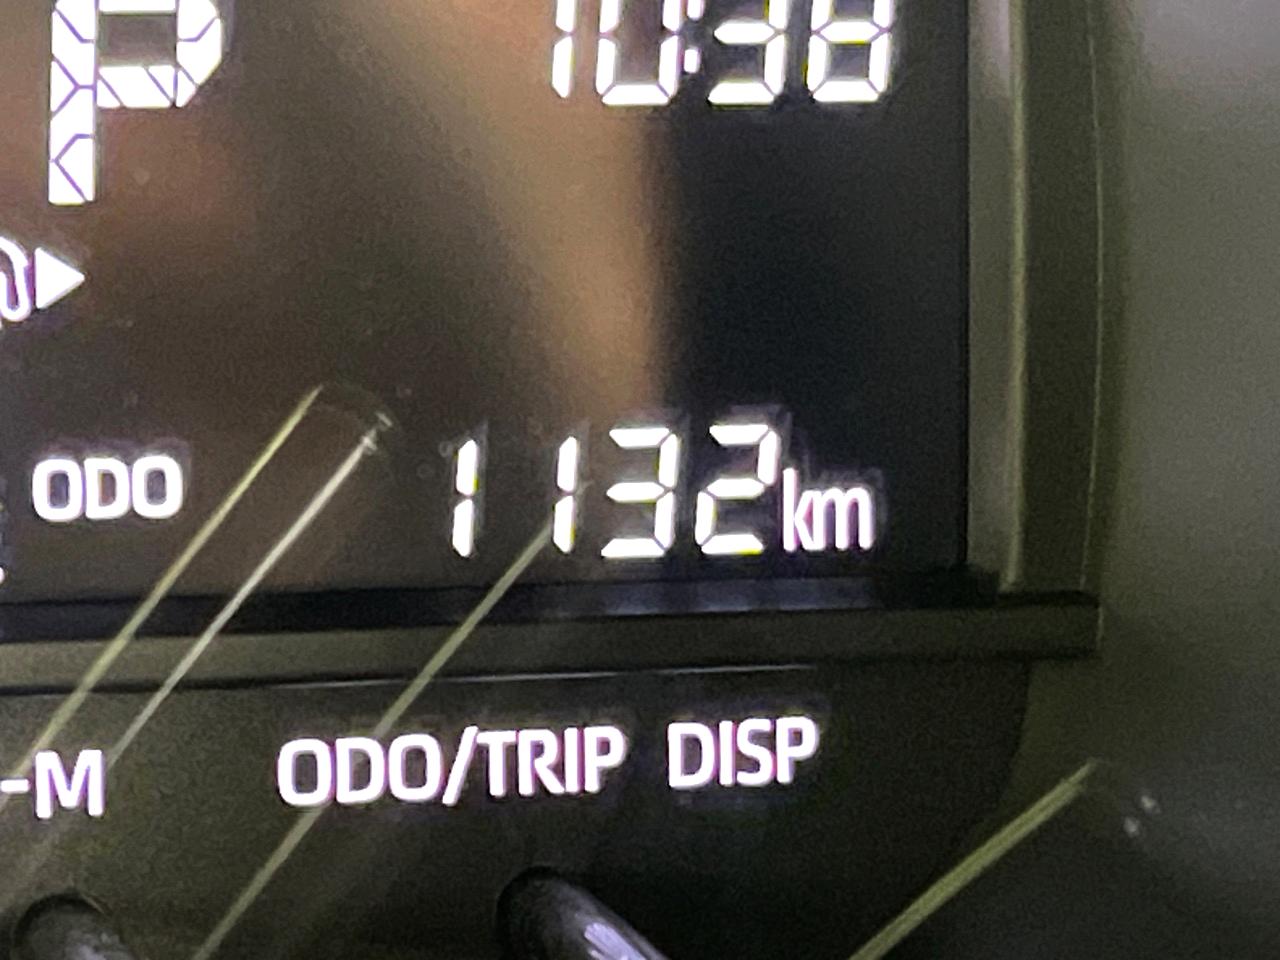 P 10:38
ODO 1132km
-M ODO/TRIP DISP